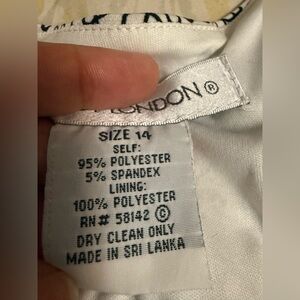 LONDON ®
SIZE 14
SELF:
95% POLYESTER
5% SPANDEX
LINING:
100% POLYESTER
RN# 58142 ©
DRY CLEAN ONLY
MADE IN SRI LANKA